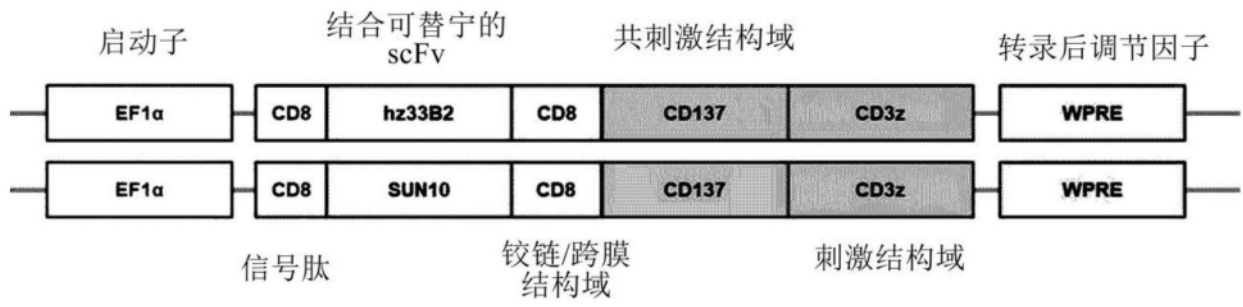 启动子
结合可替宁的
scFv
共刺激结构域
转录后调节因子
EF1α CD8 hz33B2 CD8 CD137 CD3z WPRE
EF1α CD8 SUN10 CD8 CD137 CD3z WPRE
信号肽
铰链/跨膜
结构域
刺激结构域